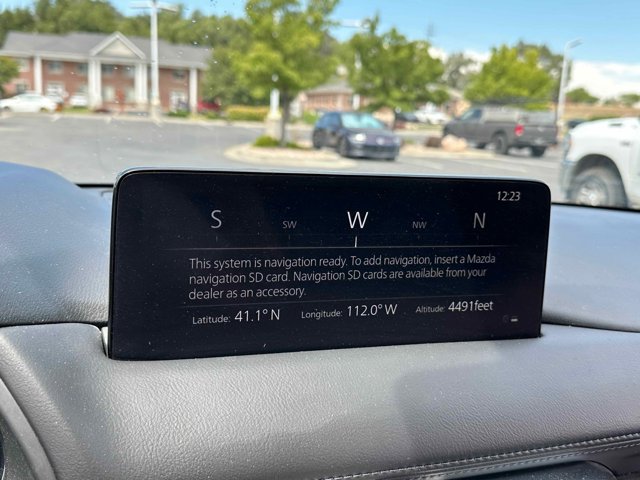 12:23
S SW W NW N
This system is navigation ready. To add navigation, insert a Mazda
navigation SD card. Navigation SD cards are available from your
dealer as an accessory.
Latitude: 41.1° N Longitude: 112.0° W Altitude: 4491feet